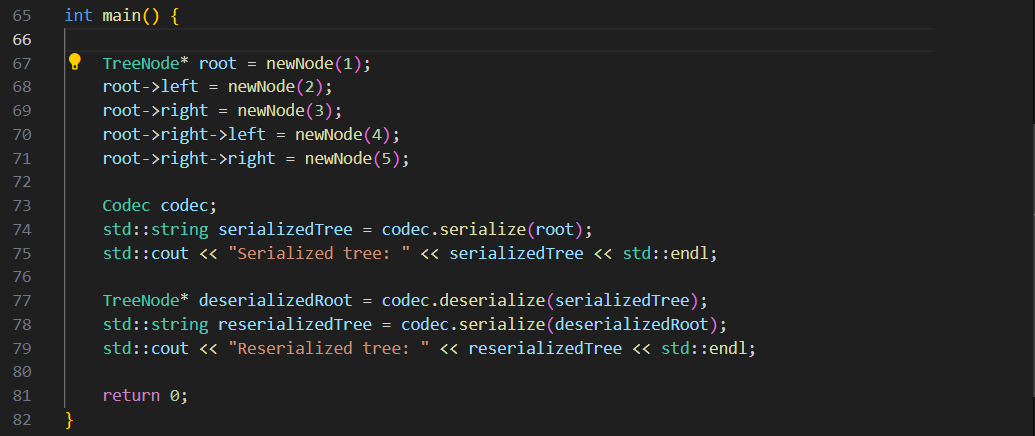 65 int main() {
66
67 TreeNode* root = newNode(1);
68 root->left = newNode(2);
69 root->right = newNode(3);
70 root->right->left = newNode(4);
71 root->right->right = newNode(5);
72
73 Codec codec;
74 std::string serializedTree = codec.serialize(root);
75 std::cout << "Serialized tree: " << serializedTree << std::endl;
76
77 TreeNode* deserializedRoot = codec.deserialize(serializedTree);
78 std::string reserializedTree = codec.serialize(deserializedRoot);
79 std::cout << "Reserialized tree: " << reserializedTree << std::endl;
80
81 return 0;
82 }